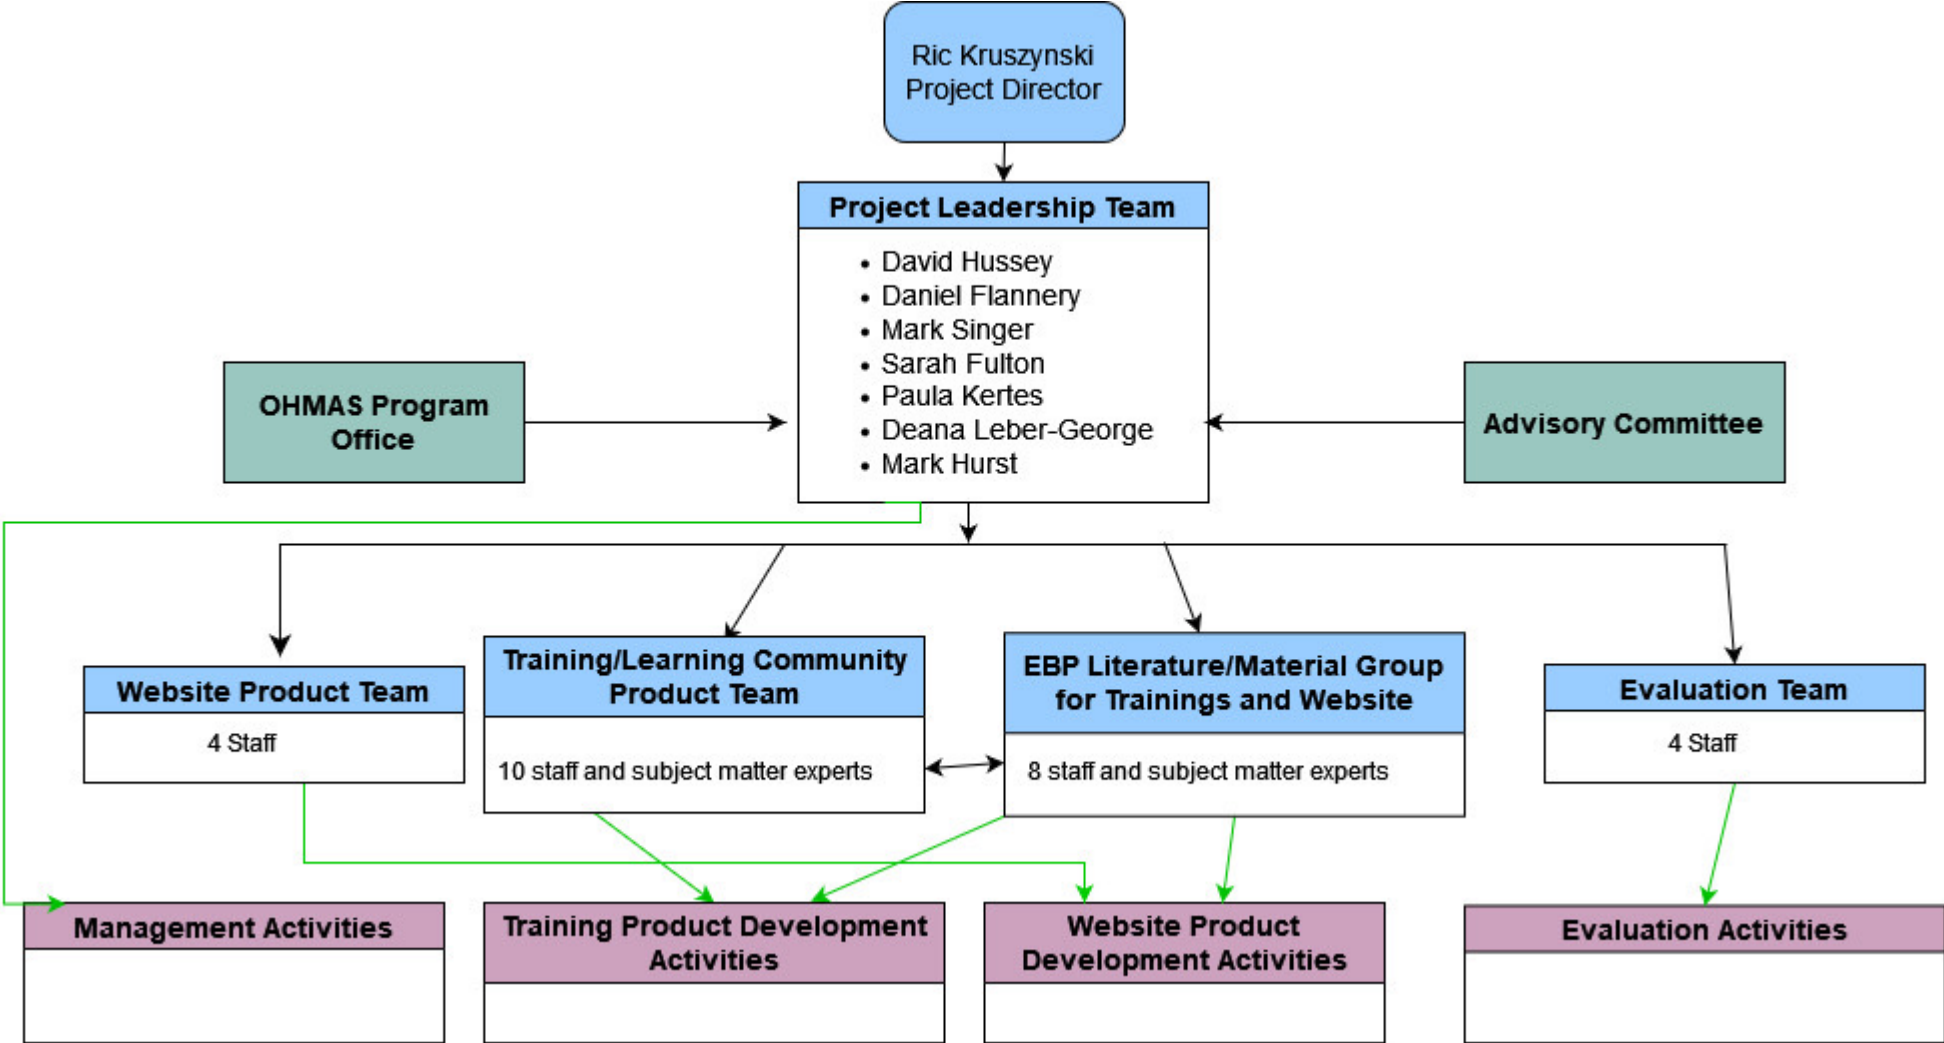 Ric Kruszynski
Project Director
Project Leadership Team
• David Hussey
• Daniel Flannery
• Mark Singer
• Sarah Fulton
• Paula Kertes
• Deana Leber-George
• Mark Hurst
OHMAS Program
Office
Advisory Committee
Website Product Team
4 Staff
Training/Learning Community
Product Team
10 staff and subject matter experts
EBP Literature/Material Group
for Trainings and Website
8 staff and subject matter experts
Evaluation Team
4 Staff
Management Activities
Training Product Development
Activities
Website Product
Development Activities
Evaluation Activities